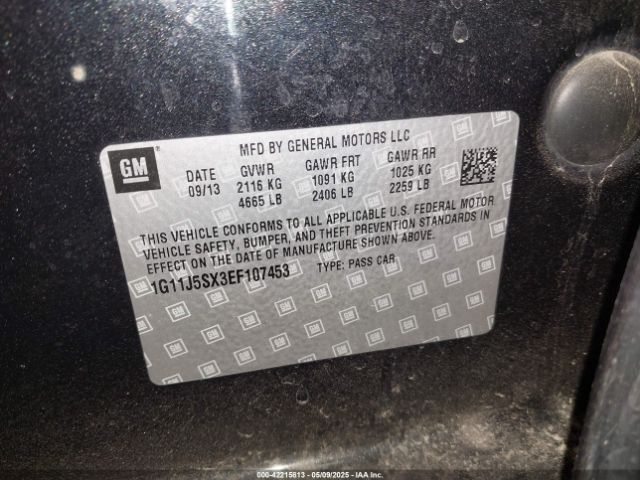 GM
MFD BY GENERAL MOTORS LLC
DATE GVWR GAWR FRT GAWR RR
09/13 2116 KG 1091 KG 1025 KG
4665 LB 2406 LB 2259 LB
THIS VEHICLE CONFORMS TO ALL APPLICABLE U.S. FEDERAL MOTOR
VEHICLE SAFETY, BUMPER, AND THEFT PREVENTION STANDARDS IN
EFFECT ON THE DATE OF MANUFACTURE SHOWN ABOVE.
1G11J5SX3EF107453 TYPE: PASS CAR
000-42215813 - 05/09/2025 - IAAI Inc.